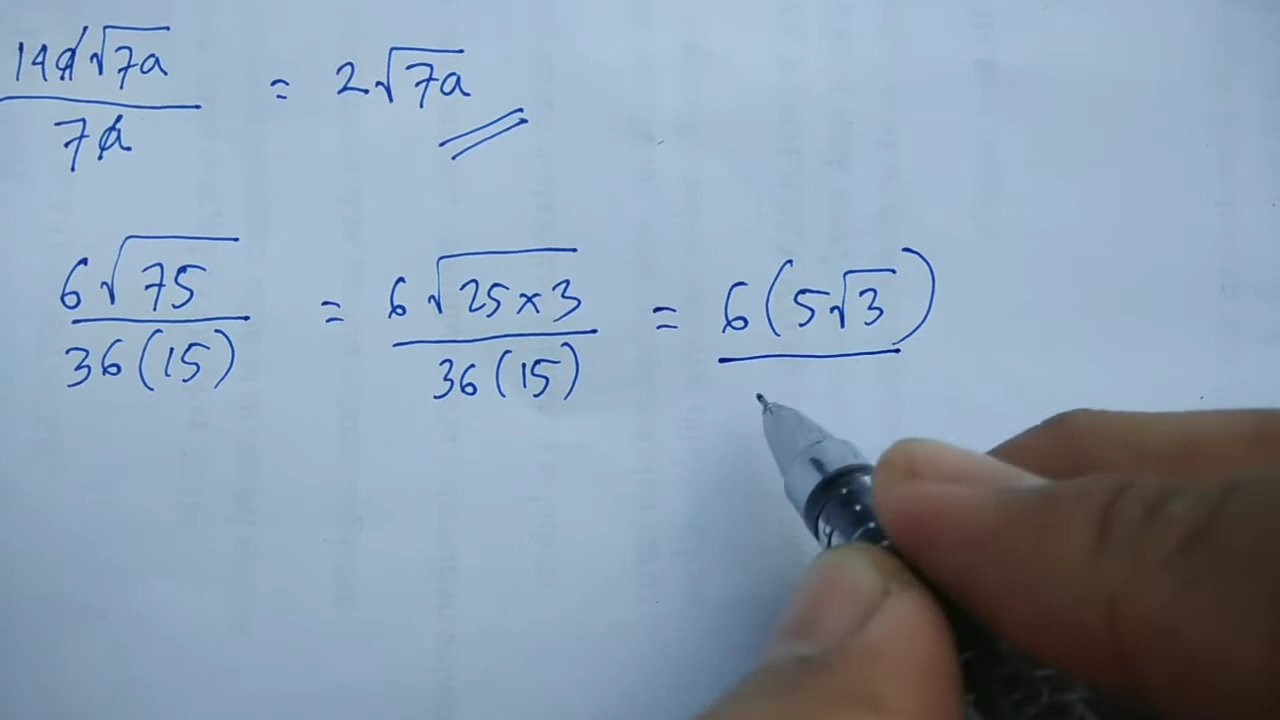 14a√7a / 7a = 2√7a
6√75 / 36(15) = 6√25×3 / 36(15) = 6(5√3)